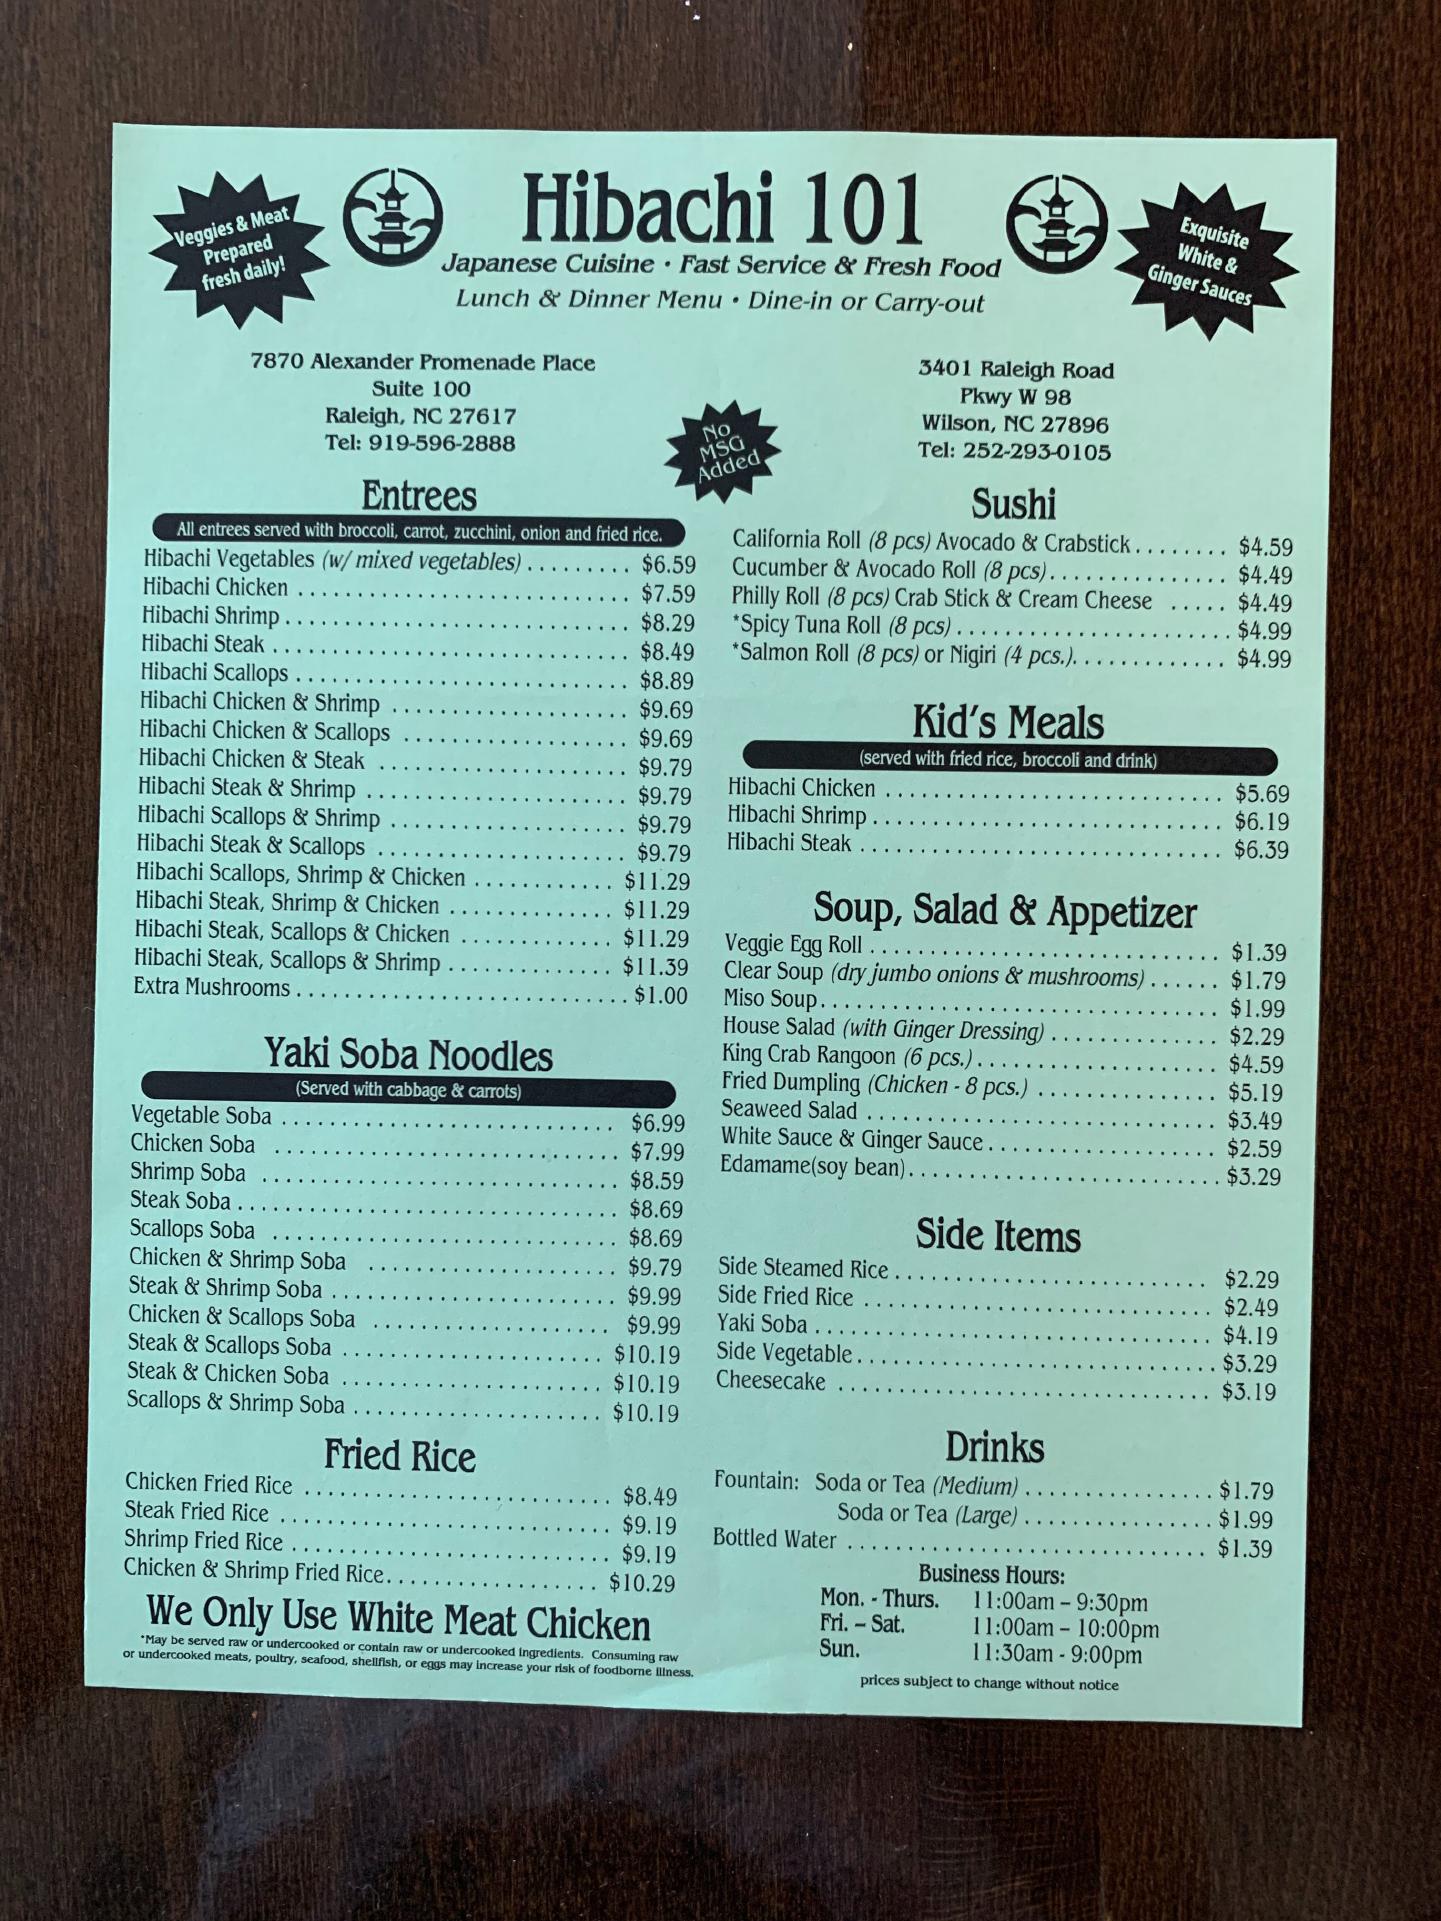 Veggies & Meat
Prepared
fresh daily!
Hibachi 101
Japanese Cuisine • Fast Service & Fresh Food
Lunch & Dinner Menu • Dine-in or Carry-out
Exquisite
White &
Ginger Sauces
7870 Alexander Promenade Place
Suite 100
Raleigh, NC 27617
Tel: 919-596-2888
No
MSG
Added
3401 Raleigh Road
Pkwy W 98
Wilson, NC 27896
Tel: 252-293-0105
Entrees
All entrees served with broccoli, carrot, zucchini, onion and fried rice.
Hibachi Vegetables (w/ mixed vegetables) ......... $6.59
Hibachi Chicken ............................ $7.59
Hibachi Shrimp ............................. $8.29
Hibachi Steak .............................. $8.49
Hibachi Scallops ............................ $8.89
Hibachi Chicken & Shrimp .................... $9.69
Hibachi Chicken & Scallops ................... $9.69
Hibachi Chicken & Steak ..................... $9.79
Hibachi Steak & Shrimp ...................... $9.79
Hibachi Scallops & Shrimp .................... $9.79
Hibachi Steak & Scallops ..................... $9.79
Hibachi Scallops, Shrimp & Chicken ............ $11.29
Hibachi Steak, Shrimp & Chicken .............. $11.29
Hibachi Steak, Scallops & Chicken ............. $11.29
Hibachi Steak, Scallops & Shrimp .............. $11.39
Extra Mushrooms ............................ $1.00
Yaki Soba Noodles
(Served with cabbage & carrots)
Vegetable Soba ............................ $6.99
Chicken Soba ............................. $7.99
Shrimp Soba .............................. $8.59
Steak Soba ................................ $8.69
Scallops Soba ............................. $8.69
Chicken & Shrimp Soba ..................... $9.79
Steak & Shrimp Soba ........................ $9.99
Chicken & Scallops Soba .................... $9.99
Steak & Scallops Soba ...................... $10.19
Steak & Chicken Soba ...................... $10.19
Scallops & Shrimp Soba ..................... $10.19
Fried Rice
Chicken Fried Rice .......................... $8.49
Steak Fried Rice ............................ $9.19
Shrimp Fried Rice ........................... $9.19
Chicken & Shrimp Fried Rice .................. $10.29
We Only Use White Meat Chicken
*May be served raw or undercooked or contain raw or undercooked ingredients. Consuming raw
or undercooked meats, poultry, seafood, shellfish, or eggs may increase your risk of foodborne illness.
Sushi
California Roll (8 pcs) Avocado & Crabstick ........ $4.59
Cucumber & Avocado Roll (8 pcs) ............... $4.49
Philly Roll (8 pcs) Crab Stick & Cream Cheese ..... $4.49
*Spicy Tuna Roll (8 pcs) ....................... $4.99
*Salmon Roll (8 pcs) or Nigiri (4 pcs.) ............. $4.99
Kid's Meals
(served with fried rice, broccoli and drink)
Hibachi Chicken ............................ $5.69
Hibachi Shrimp ............................. $6.19
Hibachi Steak .............................. $6.39
Soup, Salad & Appetizer
Veggie Egg Roll ............................. $1.39
Clear Soup (dry jumbo onions & mushrooms) ...... $1.79
Miso Soup ................................. $1.99
House Salad (with Ginger Dressing) .............. $2.29
King Crab Rangoon (6 pcs.) .................... $4.59
Fried Dumpling (Chicken - 8 pcs.) ............... $5.19
Seaweed Salad ............................. $3.49
White Sauce & Ginger Sauce ................... $2.59
Edamame(soy bean) .......................... $3.29
Side Items
Side Steamed Rice .......................... $2.29
Side Fried Rice ............................. $2.49
Yaki Soba ................................. $4.19
Side Vegetable .............................. $3.29
Cheesecake ............................... $3.19
Drinks
Fountain: Soda or Tea (Medium) ................ $1.79
Soda or Tea (Large) ................ $1.99
Bottled Water .............................. $1.39
Business Hours:
Mon. - Thurs. 11:00am – 9:30pm
Fri. – Sat. 11:00am – 10:00pm
Sun. 11:30am - 9:00pm
prices subject to change without notice